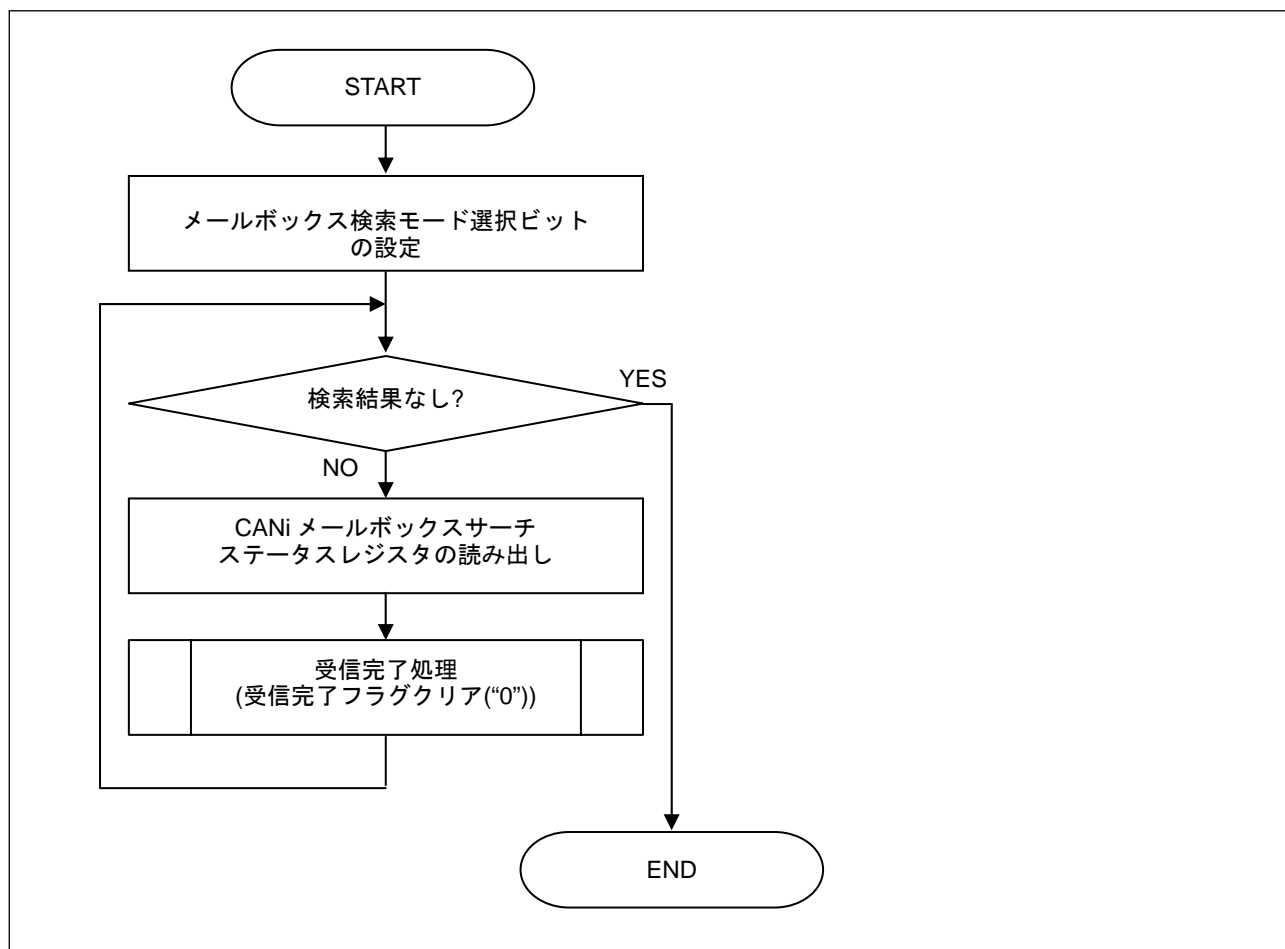 START
メールボックス検索モード選択ビット
の設定
検索結果なし?
YES
NO
CANi メールボックスサーチ
ステータスレジスタの読み出し
受信完了処理
(受信完了フラグクリア(“0”))
END